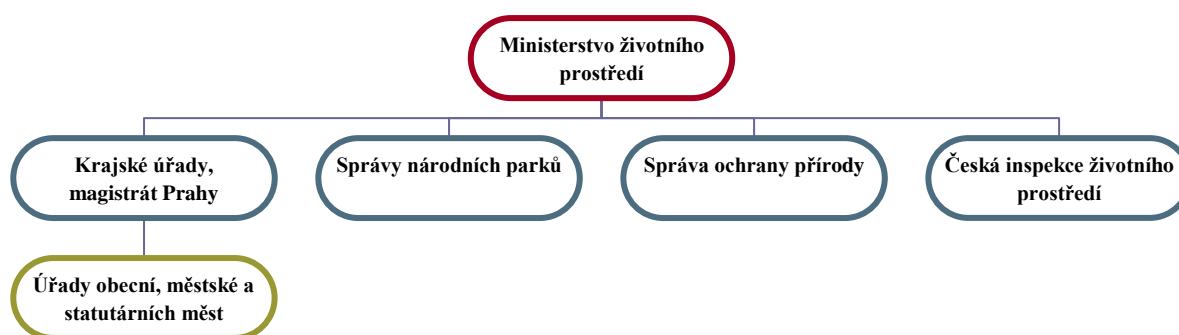 Ministerstvo životního
prostředí
Krajské úřady,
magistrát Prahy
Správy národních parků
Správa ochrany přírody
Česká inspekce životního
prostředí
Úřady obecní, městské a
statutárních měst